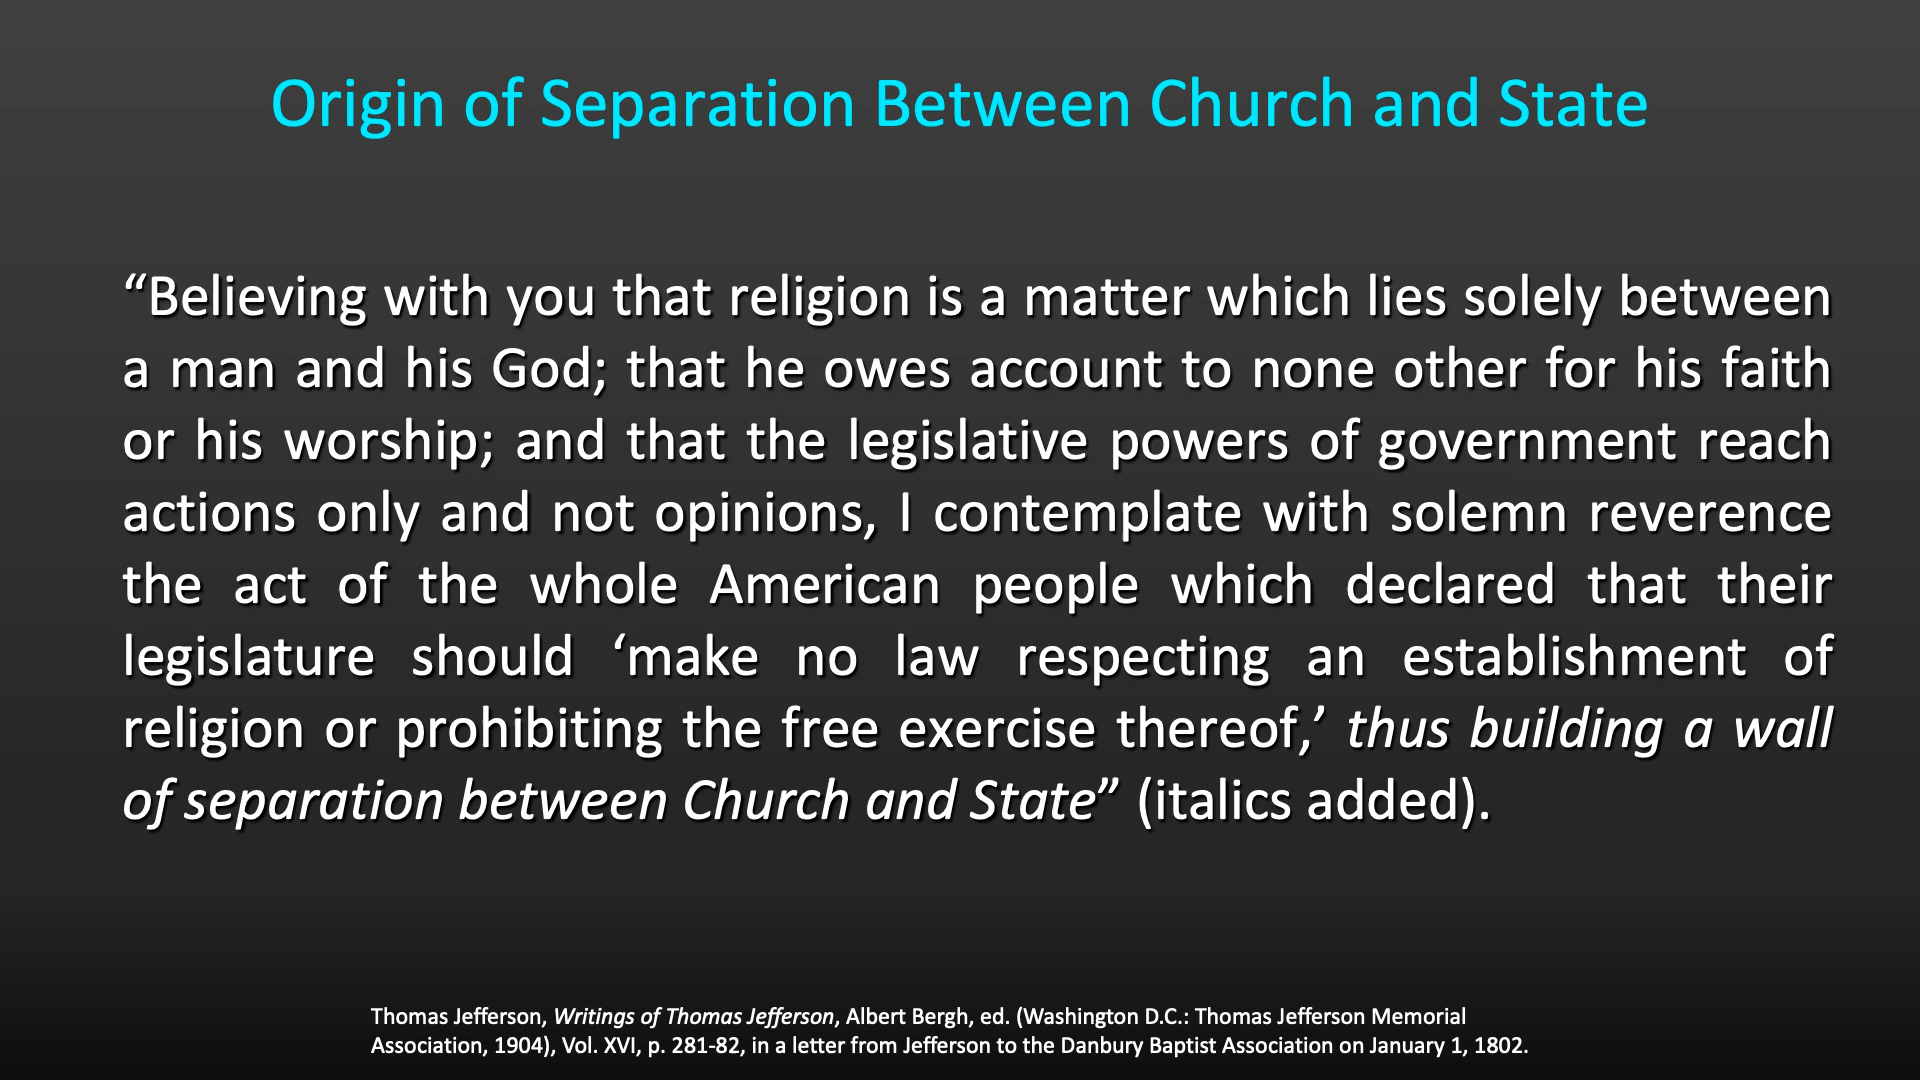 Origin of Separation Between Church and State
“Believing with you that religion is a matter which lies solely between
a man and his God; that he owes account to none other for his faith
or his worship; and that the legislative powers of government reach
actions only and not opinions, I contemplate with solemn reverence
the act of the whole American people which declared that their
legislature should ‘make no law respecting an establishment of
religion or prohibiting the free exercise thereof,’ thus building a wall
of separation between Church and State” (italics added).
Thomas Jefferson, Writings of Thomas Jefferson, Albert Bergh, ed. (Washington D.C.: Thomas Jefferson Memorial
Association, 1904), Vol. XVI, p. 281-82, in a letter from Jefferson to the Danbury Baptist Association on January 1, 1802.